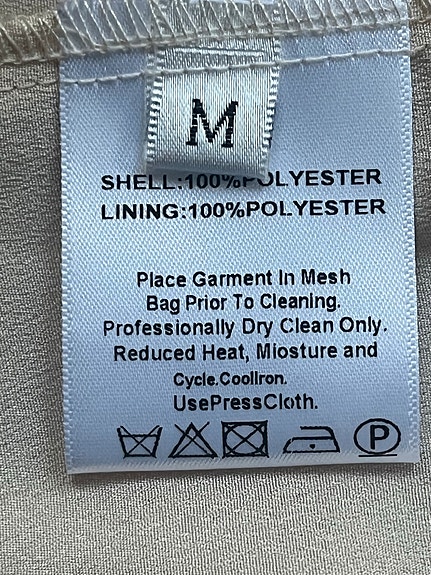 M
SHELL:100%POLYESTER
LINING:100%POLYESTER
Place Garment In Mesh
Bag Prior To Cleaning.
Professionally Dry Clean Only.
Reduced Heat, Miosture and
Cycle.CoolIron.
UsePressCloth.
P